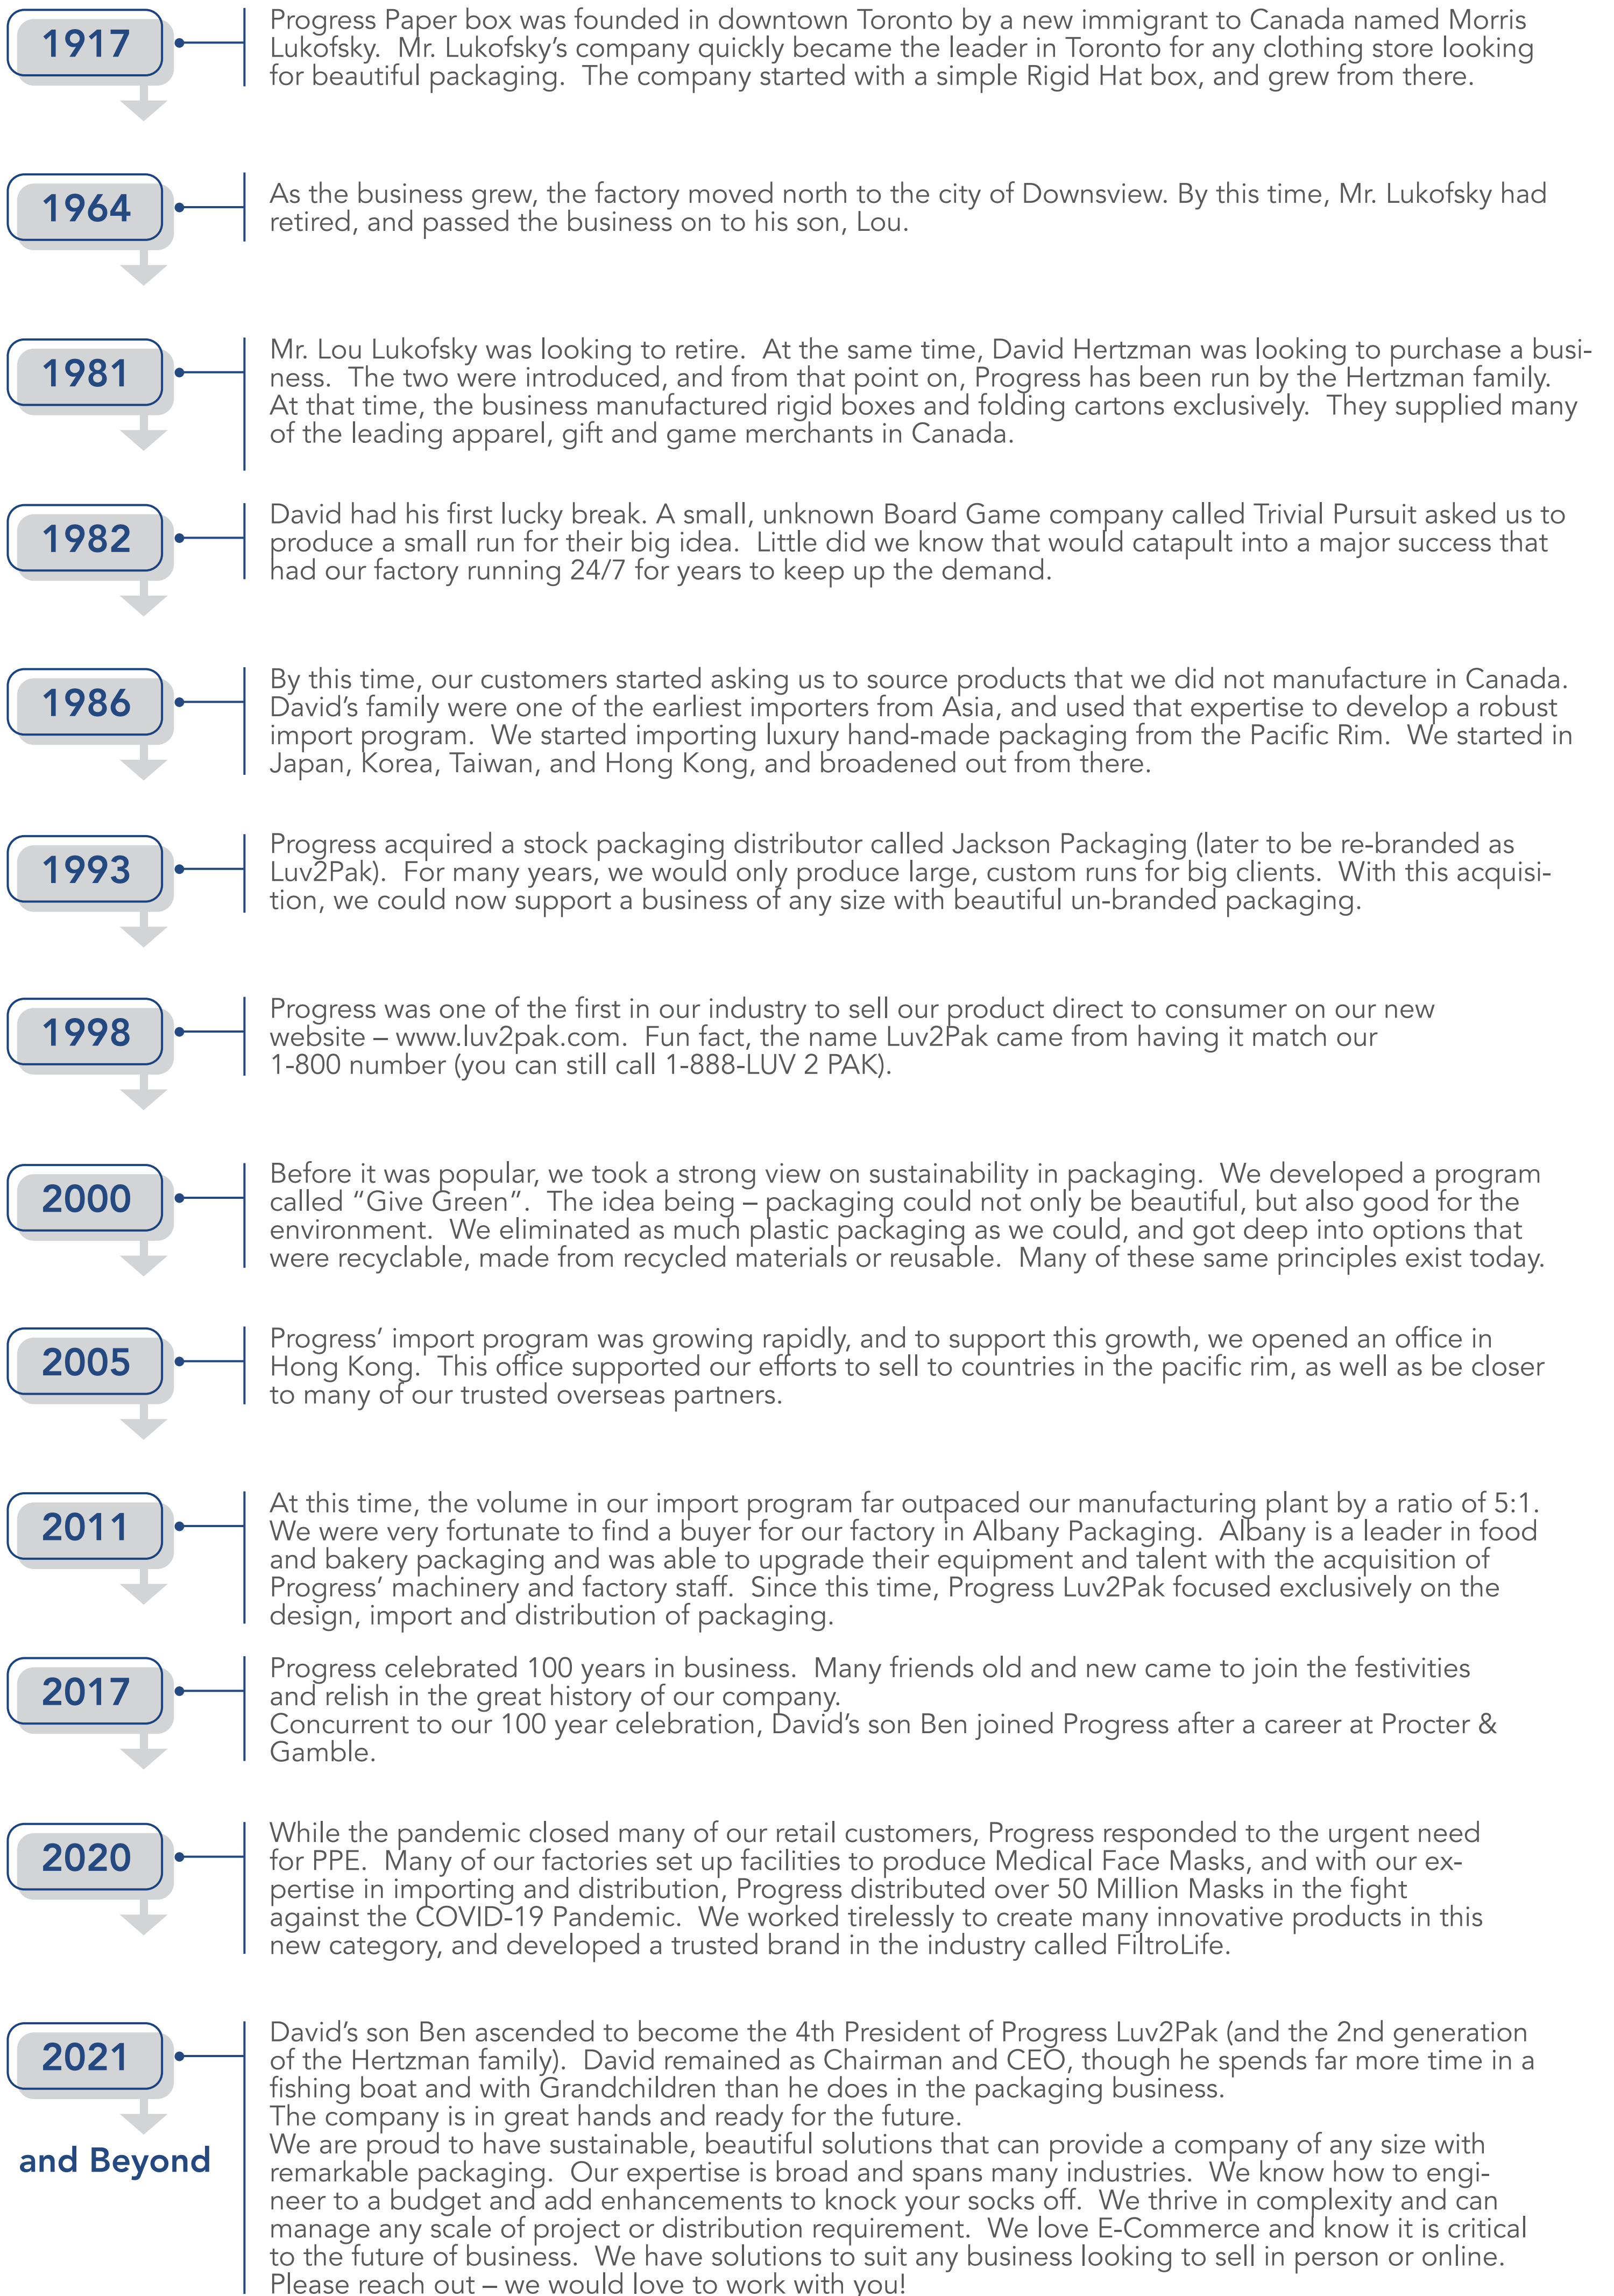 1917
Progress Paper box was founded in downtown Toronto by a new immigrant to Canada named Morris
Lukofsky.  Mr. Lukofsky’s company quickly became the leader in Toronto for any clothing store looking
for beautiful packaging.  The company started with a simple Rigid Hat box, and grew from there.
1964
As the business grew, the factory moved north to the city of Downsview. By this time, Mr. Lukofsky had
retired, and passed the business on to his son, Lou.
1981
Mr. Lou Lukofsky was looking to retire.  At the same time, David Hertzman was looking to purchase a busi-
ness.  The two were introduced, and from that point on, Progress has been run by the Hertzman family.
At that time, the business manufactured rigid boxes and folding cartons exclusively.  They supplied many
of the leading apparel, gift and game merchants in Canada.
1982
David had his first lucky break. A small, unknown Board Game company called Trivial Pursuit asked us to
produce a small run for their big idea.  Little did we know that would catapult into a major success that
had our factory running 24/7 for years to keep up the demand.
1986
By this time, our customers started asking us to source products that we did not manufacture in Canada.
David’s family were one of the earliest importers from Asia, and used that expertise to develop a robust
import program.  We started importing luxury hand-made packaging from the Pacific Rim.  We started in
Japan, Korea, Taiwan, and Hong Kong, and broadened out from there.
1993
Progress acquired a stock packaging distributor called Jackson Packaging (later to be re-branded as
Luv2Pak).  For many years, we would only produce large, custom runs for big clients.  With this acquisi-
tion, we could now support a business of any size with beautiful un-branded packaging.
1998
Progress was one of the first in our industry to sell our product direct to consumer on our new
website – www.luv2pak.com.  Fun fact, the name Luv2Pak came from having it match our
1-800 number (you can still call 1-888-LUV 2 PAK).
2000
Before it was popular, we took a strong view on sustainability in packaging.  We developed a program
called “Give Green”.  The idea being – packaging could not only be beautiful, but also good for the
environment.  We eliminated as much plastic packaging as we could, and got deep into options that
were recyclable, made from recycled materials or reusable.  Many of these same principles exist today.
2005
Progress’ import program was growing rapidly, and to support this growth, we opened an office in
Hong Kong.  This office supported our efforts to sell to countries in the pacific rim, as well as be closer
to many of our trusted overseas partners.
2011
At this time, the volume in our import program far outpaced our manufacturing plant by a ratio of 5:1.
We were very fortunate to find a buyer for our factory in Albany Packaging.  Albany is a leader in food
and bakery packaging and was able to upgrade their equipment and talent with the acquisition of
Progress’ machinery and factory staff.  Since this time, Progress Luv2Pak focused exclusively on the
design, import and distribution of packaging.
2017
Progress celebrated 100 years in business.  Many friends old and new came to join the festivities
and relish in the great history of our company.
Concurrent to our 100 year celebration, David’s son Ben joined Progress after a career at Procter &
Gamble.
2020
While the pandemic closed many of our retail customers, Progress responded to the urgent need
for PPE.  Many of our factories set up facilities to produce Medical Face Masks, and with our ex-
pertise in importing and distribution, Progress distributed over 50 Million Masks in the fight
against the COVID-19 Pandemic.  We worked tirelessly to create many innovative products in this
new category, and developed a trusted brand in the industry called FiltroLife.
2021
and Beyond
David’s son Ben ascended to become the 4th President of Progress Luv2Pak (and the 2nd generation
of the Hertzman family).  David remained as Chairman and CEO, though he spends far more time in a
fishing boat and with Grandchildren than he does in the packaging business.
The company is in great hands and ready for the future.
We are proud to have sustainable, beautiful solutions that can provide a company of any size with
remarkable packaging.  Our expertise is broad and spans many industries.  We know how to engi-
neer to a budget and add enhancements to knock your socks off.  We thrive in complexity and can
manage any scale of project or distribution requirement.  We love E-Commerce and know it is critical
to the future of business.  We have solutions to suit any business looking to sell in person or online.
Please reach out – we would love to work with you!